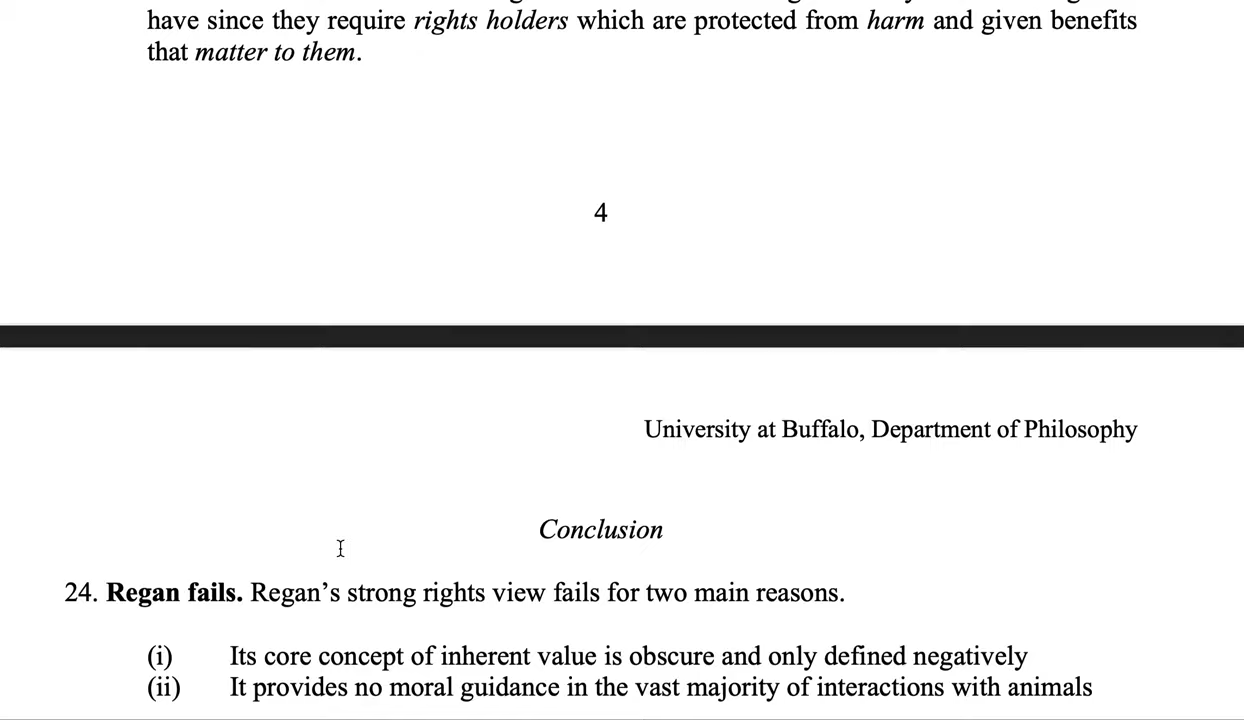 have since they require rights holders which are protected from harm and given benefits
that matter to them.
4
University at Buffalo, Department of Philosophy
Conclusion
24. Regan fails. Regan’s strong rights view fails for two main reasons.
(i) Its core concept of inherent value is obscure and only defined negatively
(ii) It provides no moral guidance in the vast majority of interactions with animals